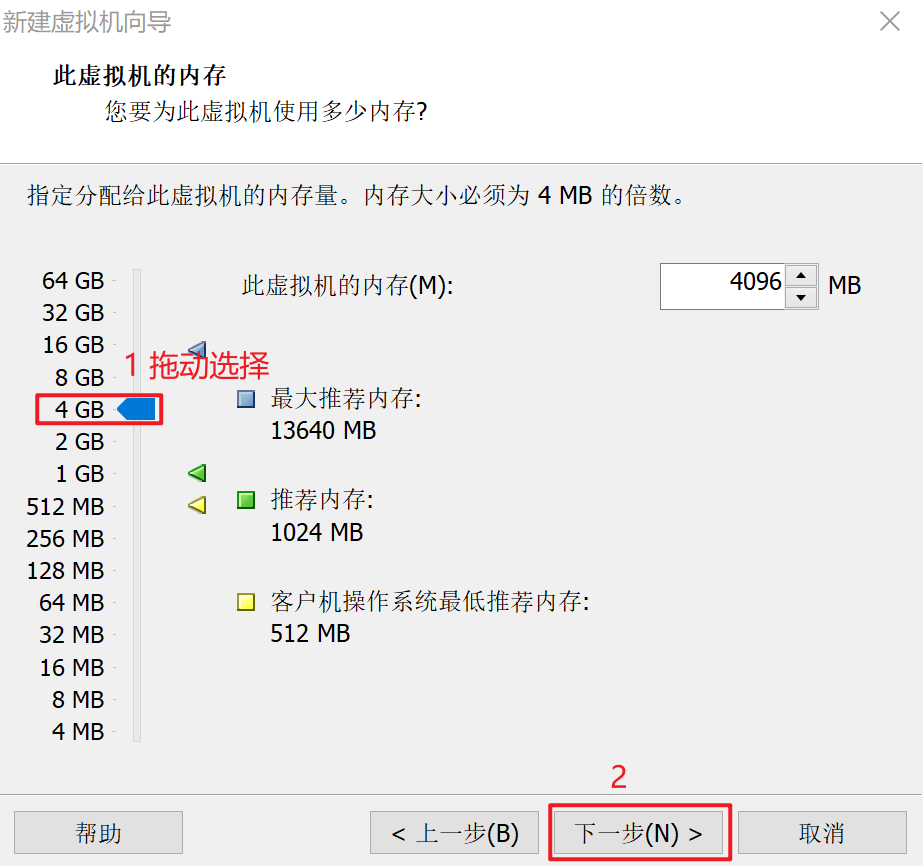 新建虚拟机向导
此虚拟机的内存
您要为此虚拟机使用多少内存?
指定分配给此虚拟机的内存量。内存大小必须为 4 MB 的倍数。
64 GB
此虚拟机的内存(M):
4096
MB
32 GB
16 GB
1 拖动选择
8 GB
最大推荐内存:
4 GB
13640 MB
2 GB
1 GB
推荐内存:
512 MB
1024 MB
256 MB
128 MB
64 MB
客户机操作系统最低推荐内存:
32 MB
512 MB
16 MB
8 MB
4 MB
2
帮助
< 上一步(B)
下一步(N) >
取消